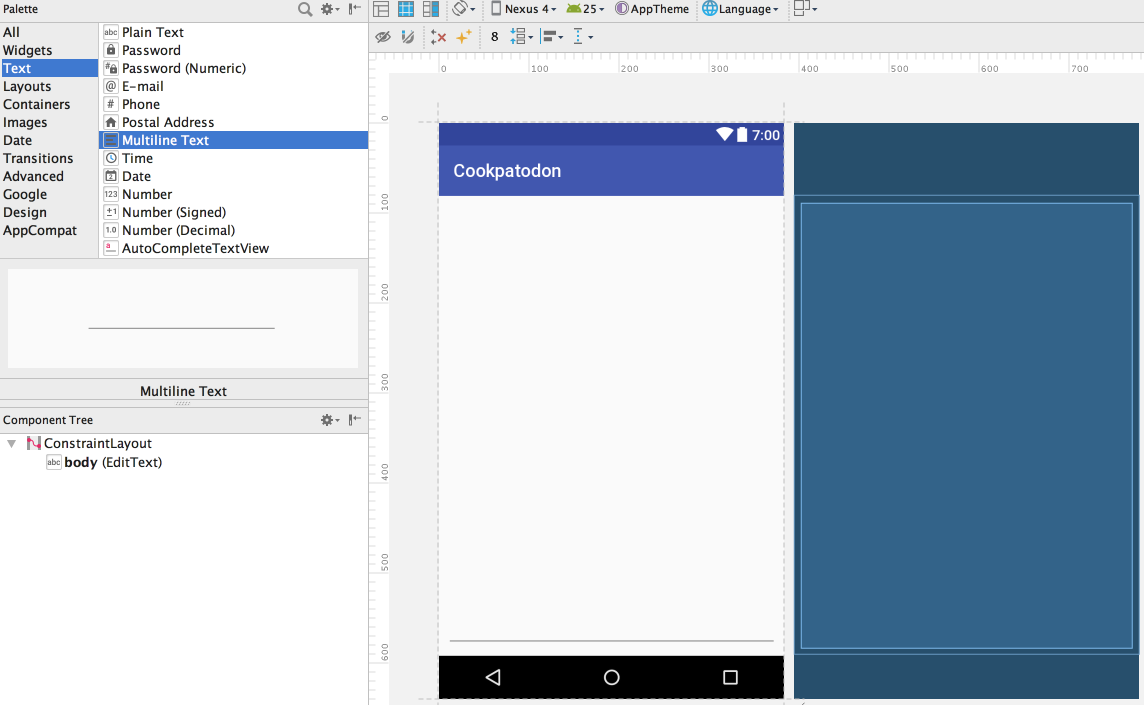 Palette
All
Widgets
Text
Layouts
Containers
Images
Date
Transitions
Advanced
Google
Design
AppCompat
abc Plain Text
Password
Password (Numeric)
@ E-mail
# Phone
Postal Address
Multiline Text
Time
2 Date
123 Number
±1 Number (Signed)
1.0 Number (Decimal)
a AutoCompleteTextView
Multiline Text
Component Tree
ConstraintLayout
abc body (EditText)
Nexus 4 25 AppTheme Language
8
0 100 200 300 400 500 600 700
0
100
200
300
400
500
600
7:00
Cookpatodon